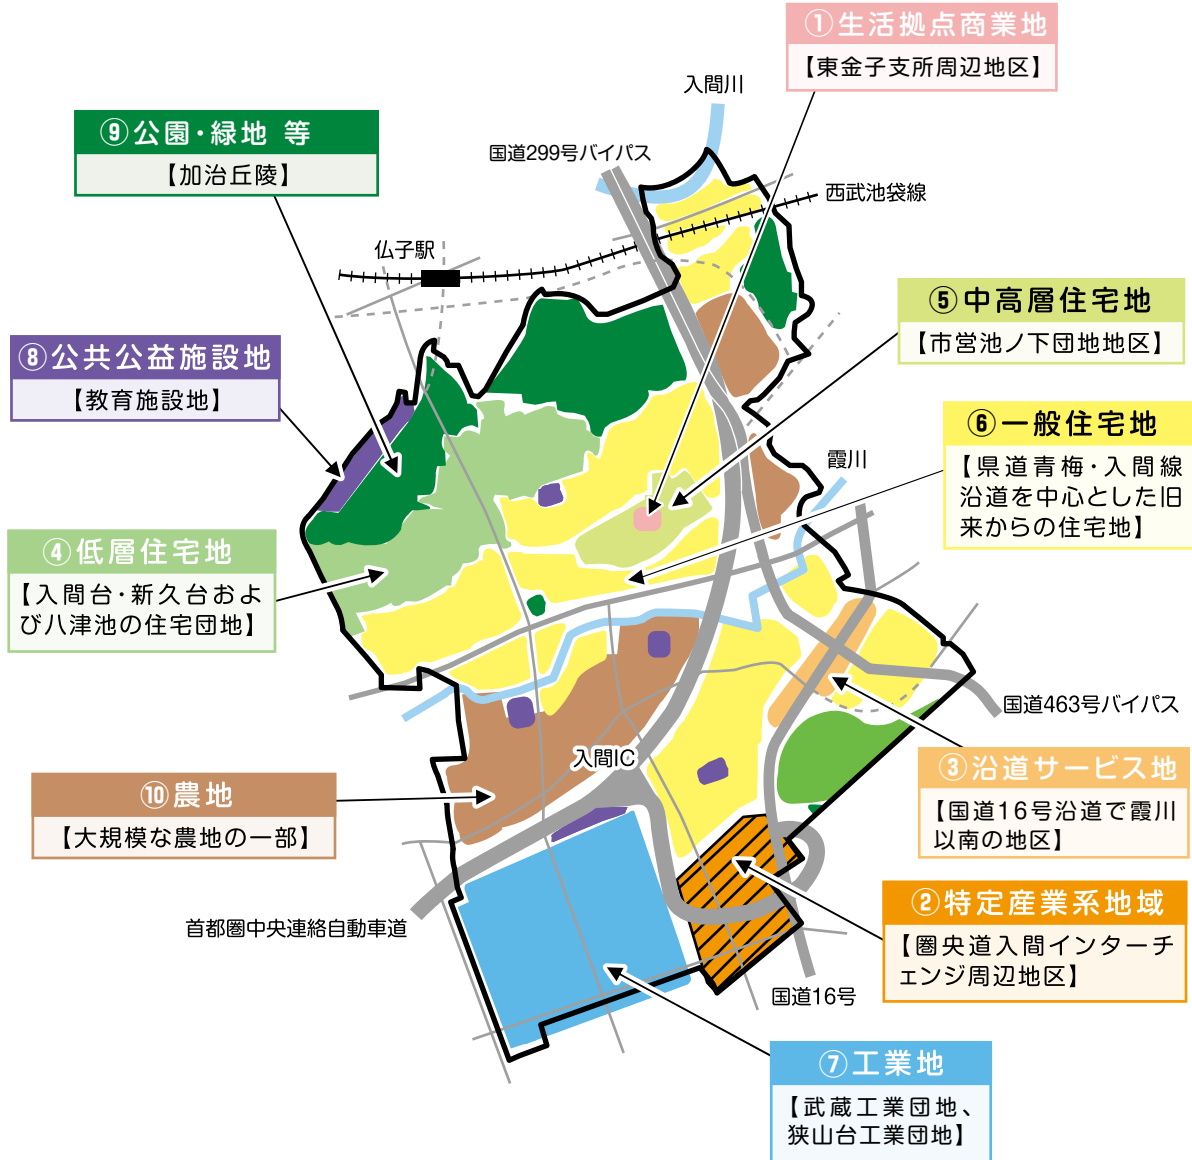 ①生活拠点商業地
【東金子支所周辺地区】
入間川
⑨公園・緑地 等
【加治丘陵】
国道299号バイパス
西武池袋線
仏子駅
⑤中高層住宅地
【市営池ノ下団地地区】
⑧公共公益施設地
【教育施設地】
⑥一般住宅地
【県道青梅・入間線
沿道を中心とした旧
来からの住宅地】
霞川
④低層住宅地
【入間台・新久台およ
び八津池の住宅団地】
国道463号バイパス
入間IC
③沿道サービス地
【国道16号沿道で霞川
以南の地区】
⑩農地
【大規模な農地の一部】
②特定産業系地域
【圏央道入間インターチ
ェンジ周辺地区】
首都圏中央連絡自動車道
国道16号
⑦工業地
【武蔵工業団地、
狭山台工業団地】